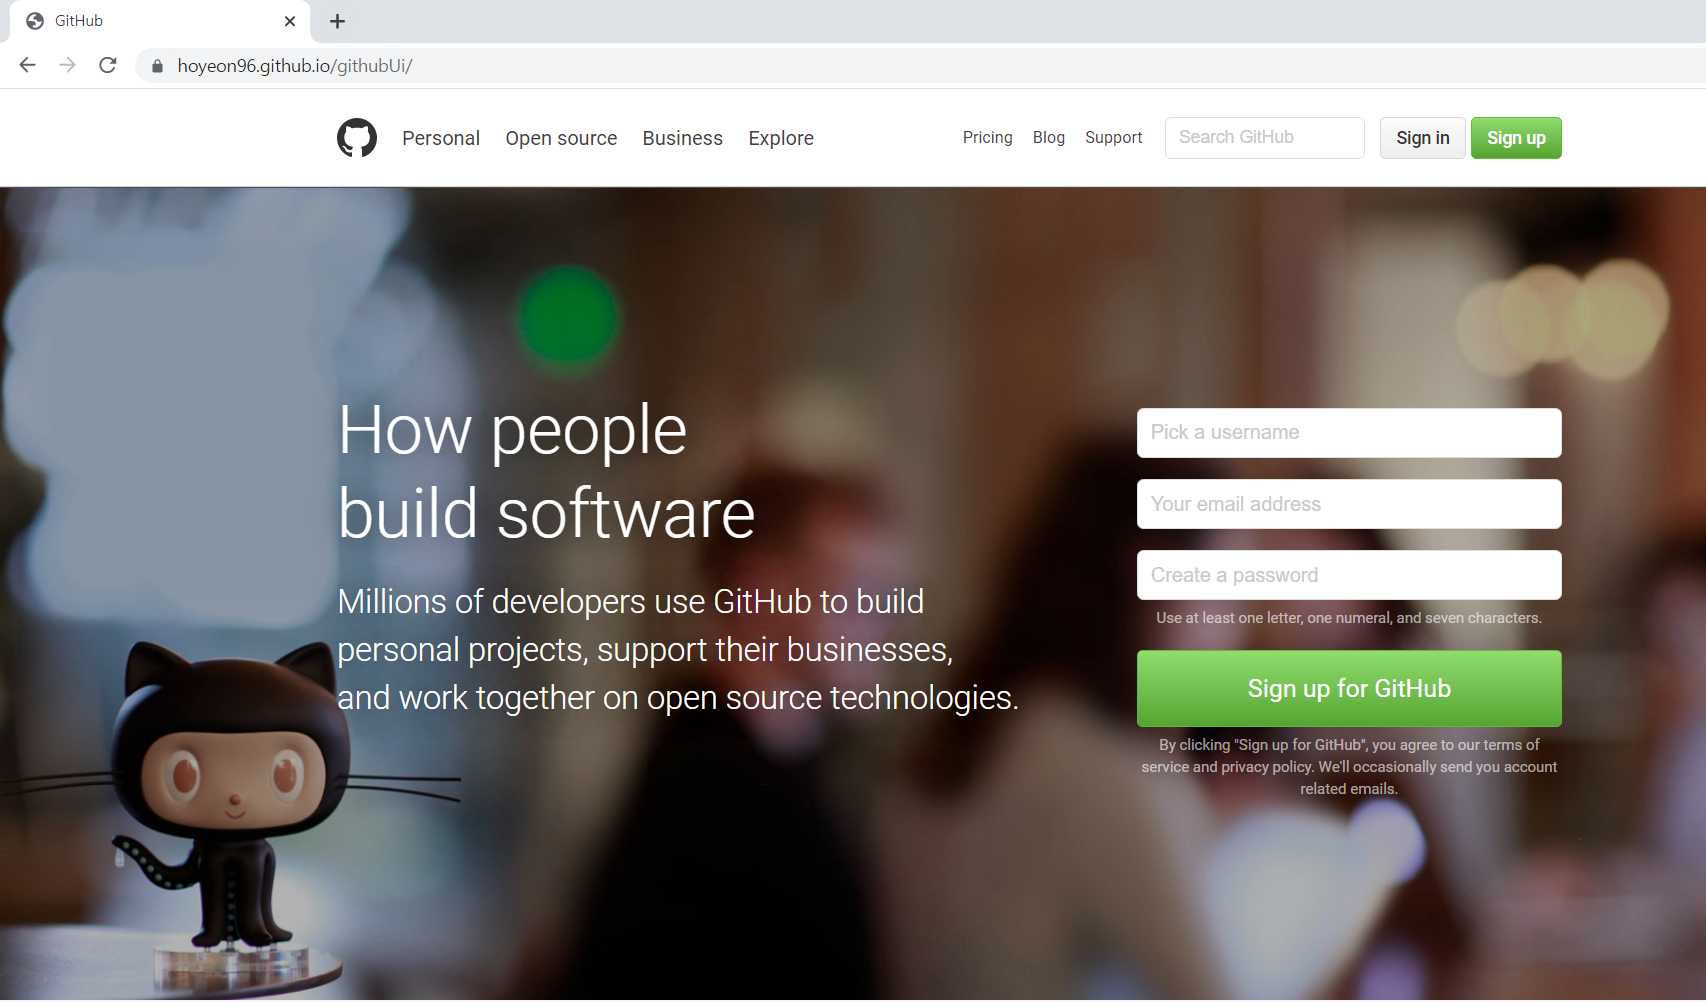 GitHub
hoyeon96.github.io/githubUi/
Personal Open source Business Explore Pricing Blog Support Search GitHub Sign in Sign up
How people
build software
Millions of developers use GitHub to build
personal projects, support their businesses,
and work together on open source technologies.
Pick a username
Your email address
Create a password
Use at least one letter, one numeral, and seven characters.
Sign up for GitHub
By clicking "Sign up for GitHub", you agree to our terms of
service and privacy policy. We'll occasionally send you account
related emails.